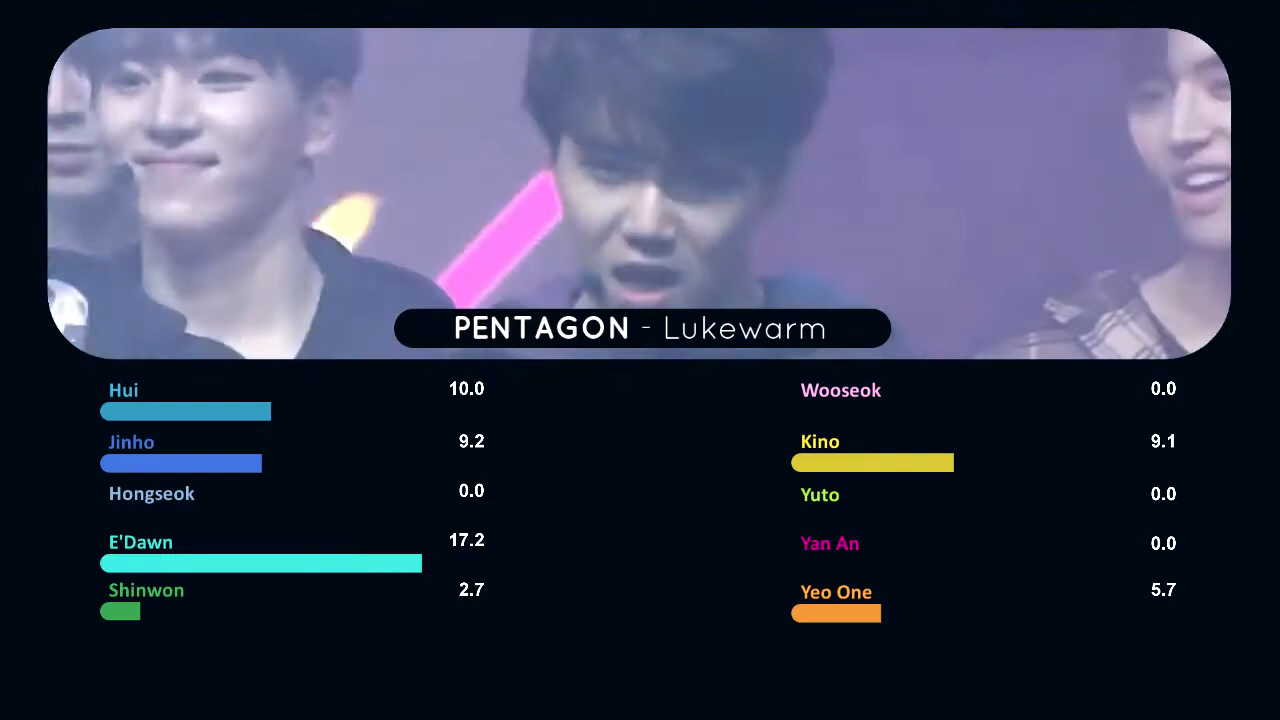 PENTAGON - Lukewarm
Hui 10.0
Jinho 9.2
Hongseok 0.0
E'Dawn 17.2
Shinwon 2.7
Wooseok 0.0
Kino 9.1
Yuto 0.0
Yan An 0.0
Yeo One 5.7